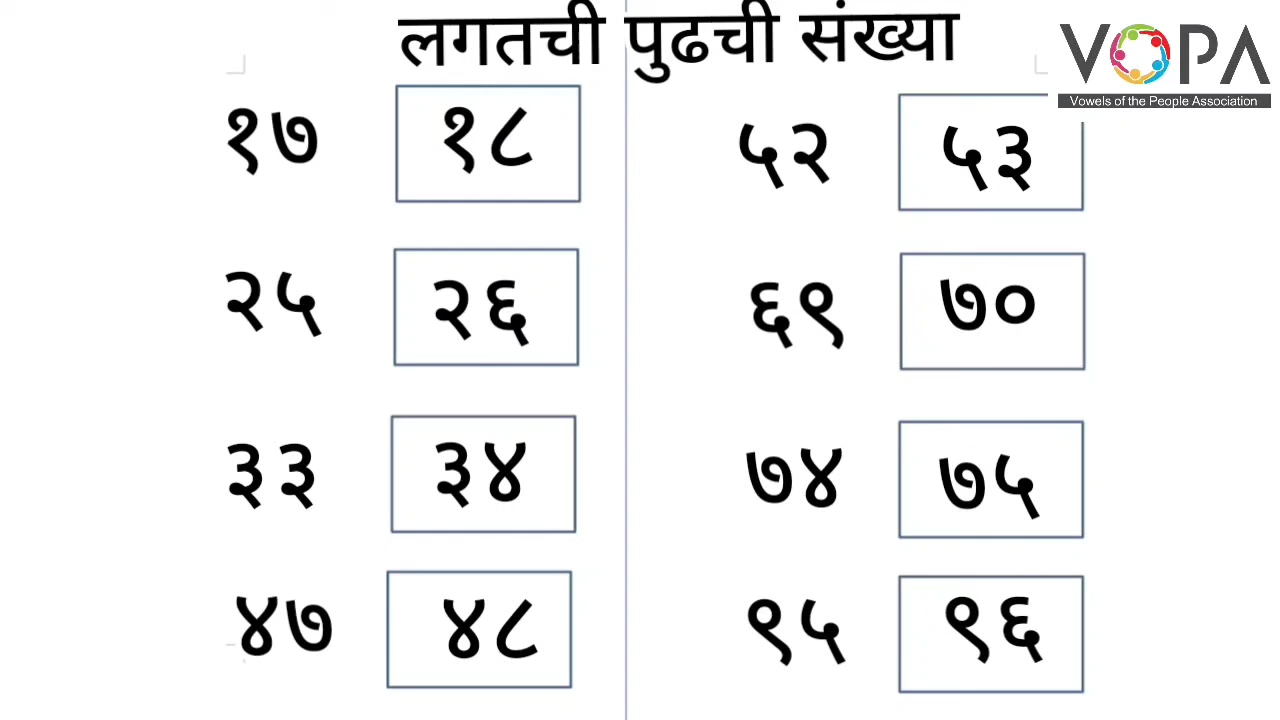 लगतची पुढची संख्या
VOPA
Vowels of the People Association
१७ १८
५२ ५३
२५ २६
६९ ७०
३३ ३४
७४ ७५
४७ ४८
९५ ९६